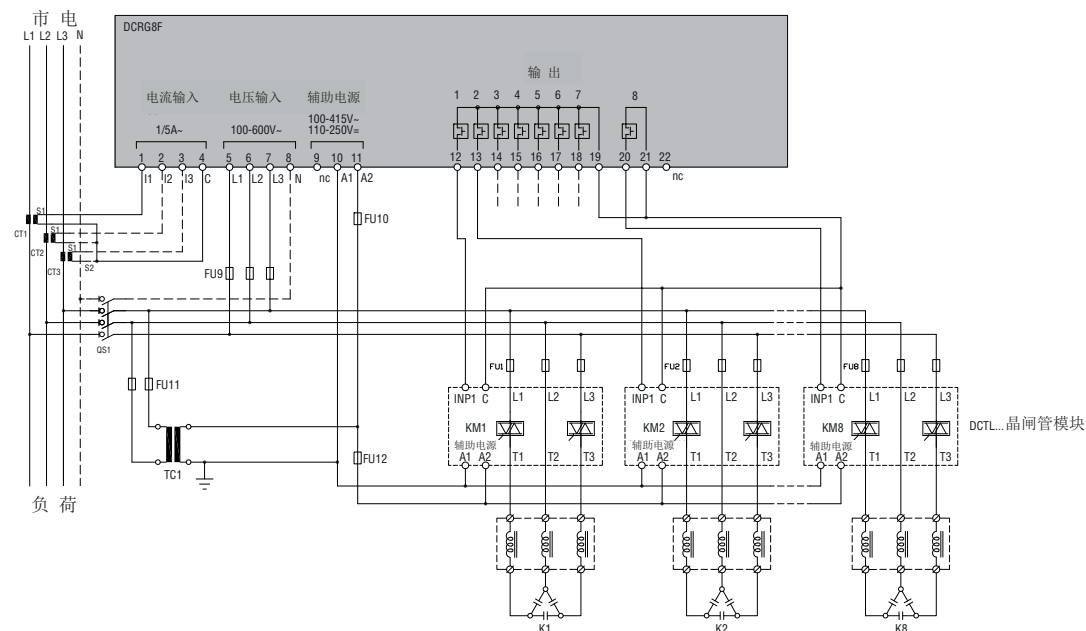 市 电
L1 L2 L3 N
DCRG8F
电流输入
1/5A~
电压输入
100-600V~
辅助电源
100-415V~
110-250V=
输 出
1 2 3 4 5 6 7 8
1 2 3 4 5 6 7 8 9 10 11 12 13 14 15 16 17 18 19 20 21 22
I1 I2 I3 C L1 L2 L3 N nc A1 A2 nc
S1
CT1
S1
CT2
S1
CT3
S2
FU10
FU9
QS1
FU11
TC1
FU12
负 荷
FU1 FU2 FU8
INP1 C L1 L2 L3 INP1 C L1 L2 L3 INP1 C L1 L2 L3
KM1 KM2 KM8
DCTL...晶闸管模块
辅助电源 辅助电源 辅助电源
A1 A2 T1 T2 T3 A1 A2 T1 T2 T3 A1 A2 T1 T2 T3
K1 K2 K8